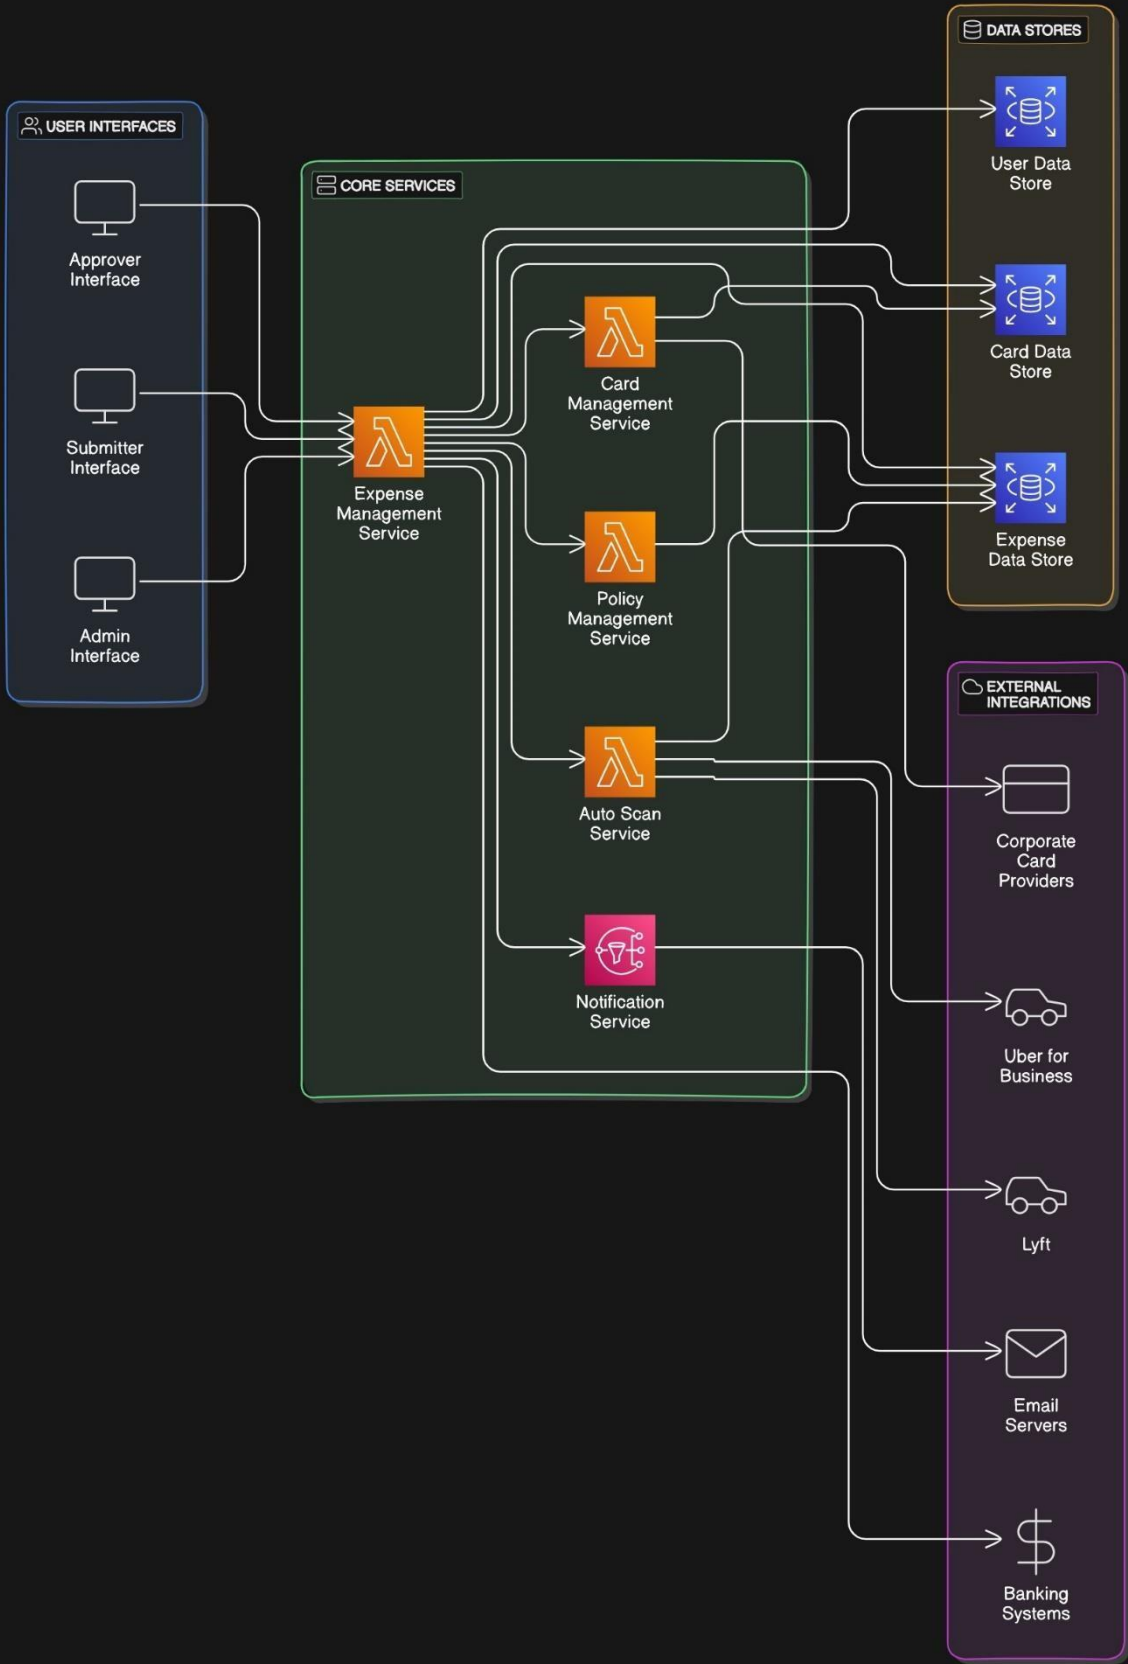 USER INTERFACES
Approver
Interface
Submitter
Interface
Admin
Interface
CORE SERVICES
Expense
Management
Service
Card
Management
Service
Policy
Management
Service
Auto Scan
Service
Notification
Service
DATA STORES
User Data
Store
Card Data
Store
Expense
Data Store
EXTERNAL
INTEGRATIONS
Corporate
Card
Providers
Uber for
Business
Lyft
Email
Servers
Banking
Systems